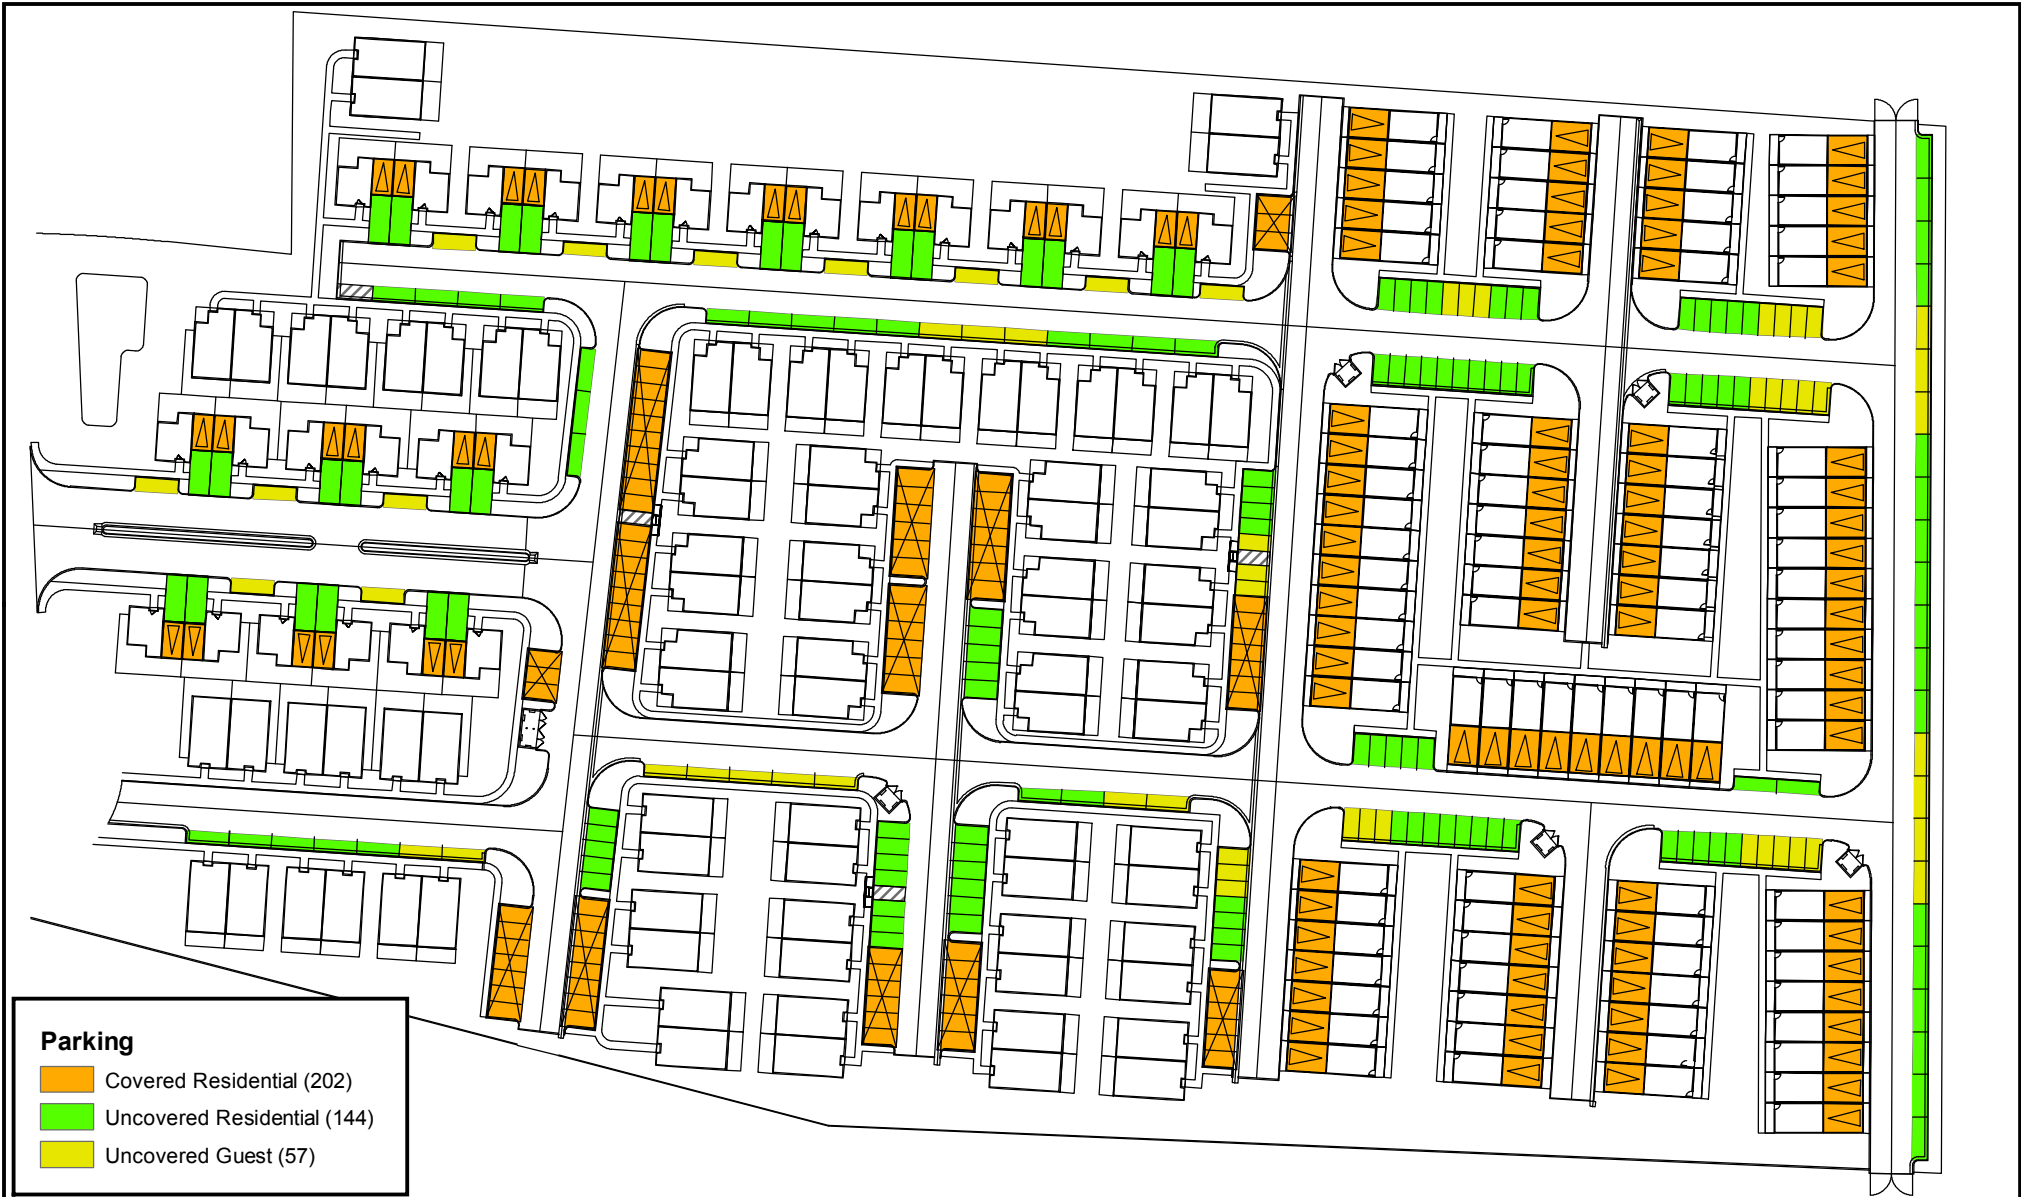 Parking
Covered Residential (202)
Uncovered Residential (144)
Uncovered Guest (57)